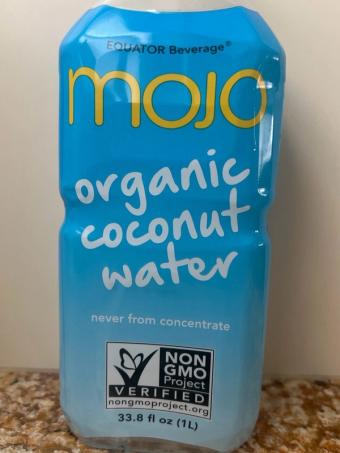 EQUATOR Beverage®
mojo
organic
coconut
water
never from concentrate
NON
GMO
Project
VERIFIED
nongmoproject.org
33.8 fl oz (1L)